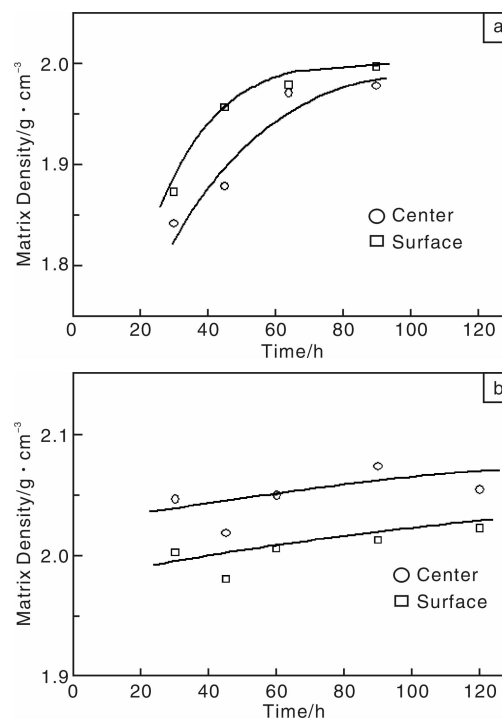 a
2.0
1.9
1.8
Matrix Density/g·cm⁻³
Center
Surface
0 20 40 60 80 100 120
Time/h
b
2.1
2.0
1.9
Matrix Density/g·cm⁻³
Center
Surface
0 20 40 60 80 100 120
Time/h